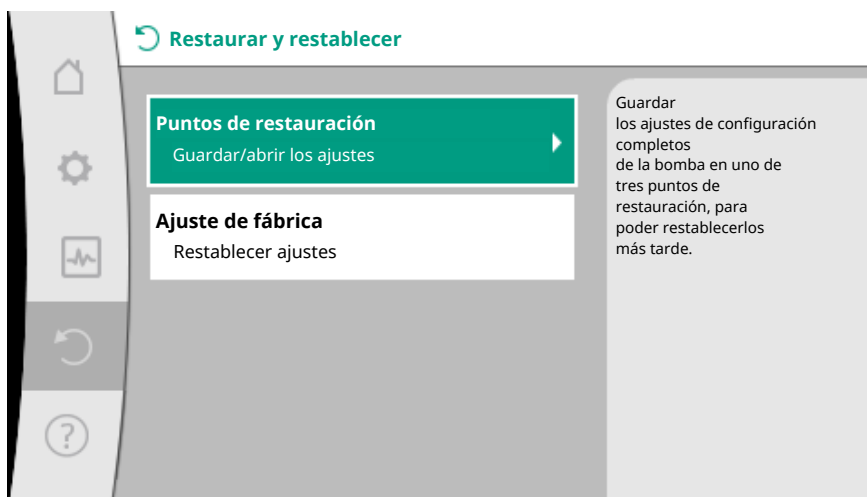 Restaurar y restablecer
Puntos de restauración
Guardar/abrir los ajustes
Ajuste de fábrica
Restablecer ajustes
Guardar
los ajustes de configuración
completos
de la bomba en uno de
tres puntos de
restauración, para
poder restablecerlos
más tarde.
?